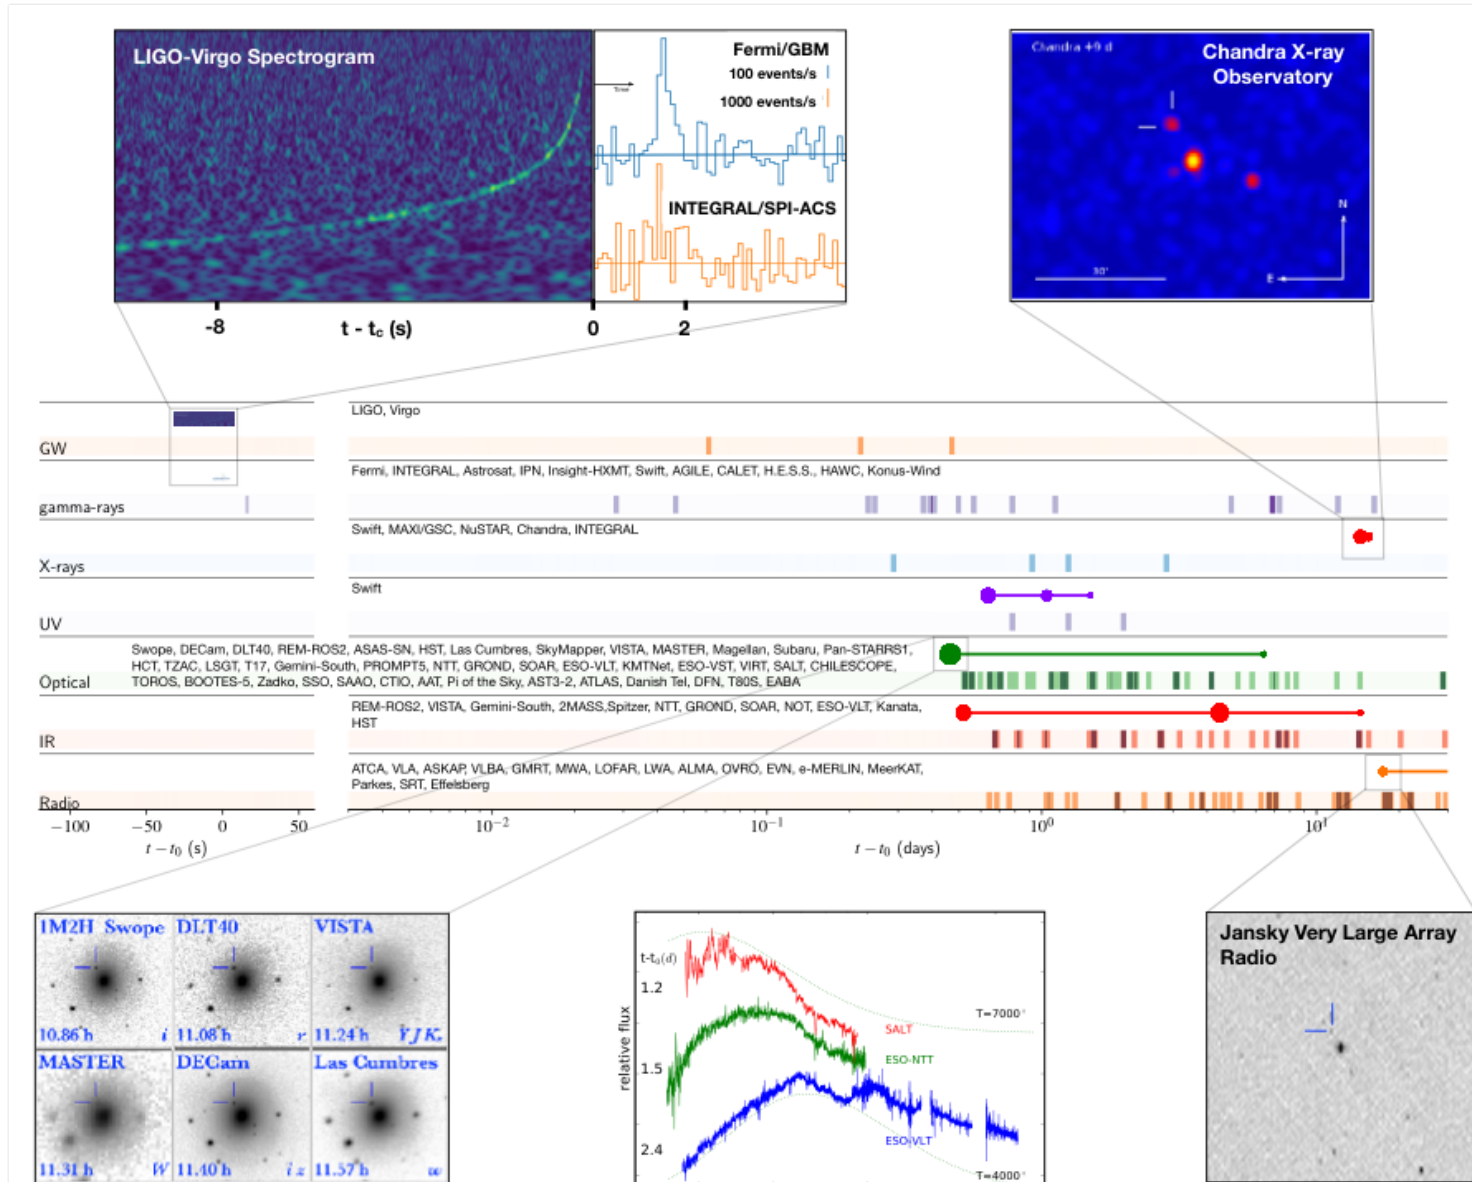 LIGO-Virgo Spectrogram
Fermi/GBM
100 events/s
1000 events/s
Time
INTEGRAL/SPI-ACS
-8
t - tc (s)
0
2
Chandra +9 d
Chandra X-ray
Observatory
N
E
30"
LIGO, Virgo
GW
Fermi, INTEGRAL, Astrosat, IPN, Insight-HXMT, Swift, AGILE, CALET, H.E.S.S., HAWC, Konus-Wind
gamma-rays
Swift, MAXI/GSC, NuSTAR, Chandra, INTEGRAL
X-rays
Swift
UV
Swope, DECam, DLT40, REM-ROS2, ASAS-SN, HST, Las Cumbres, SkyMapper, VISTA, MASTER, Magellan, Subaru, Pan-STARRS1,
HCT, TZAC, LSGT, T17, Gemini-South, PROMPT5, NTT, GROND, SOAR, ESO-VLT, KMTNet, ESO-VST, VIRT, SALT, CHILESCOPE,
TOROS, BOOTES-5, Zadko, SSO, SAAO, CTIO, AAT, Pi of the Sky, AST3-2, ATLAS, Danish Tel, DFN, T80S, EABA
Optical
REM-ROS2, VISTA, Gemini-South, 2MASS,Spitzer, NTT, GROND, SOAR, NOT, ESO-VLT, Kanata,
HST
IR
ATCA, VLA, ASKAP, VLBA, GMRT, MWA, LOFAR, LWA, ALMA, OVRO, EVN, e-MERLIN, MeerKAT,
Parkes, SRT, Effelsberg
Radio
−100 −50 0 50 10⁻² 10⁻¹ 10⁰ 10¹
t − t₀ (s)
t − t₀ (days)
1M2H Swope
10.86 h i
DLT40
11.08 h r
VISTA
11.24 h YJKs
MASTER
11.31 h W
DECam
11.40 h iz
Las Cumbres
11.57 h w
relative flux
t-t₀(d)
1.2
1.5
2.4
T=7000°
SALT
ESO-NTT
ESO-VLT
T=4000°
Jansky Very Large Array
Radio